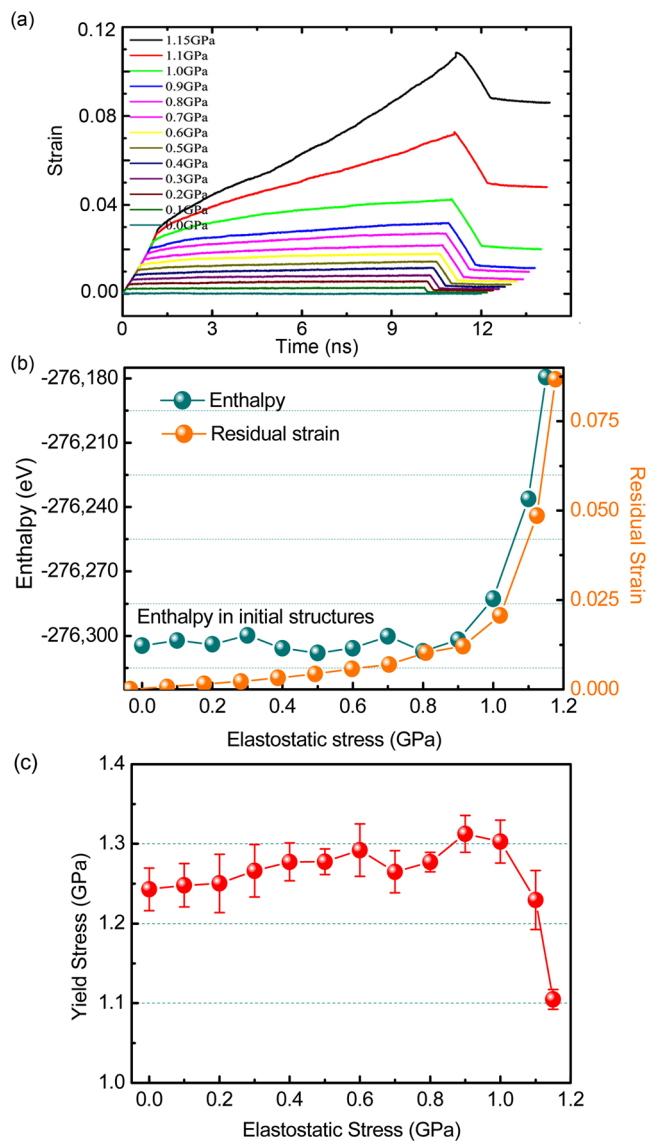 (a)
0.12
0.08
0.04
0.00
Strain
1.15GPa
1.1GPa
1.0GPa
0.9GPa
0.8GPa
0.7GPa
0.6GPa
0.5GPa
0.4GPa
0.3GPa
0.2GPa
0.1GPa
0.0GPa
0 3 6 9 12
Time (ns)
(b)
-276,180
-276,210
-276,240
-276,270
-276,300
Enthalpy (eV)
Enthalpy
Residual strain
Enthalpy in initial structures
0.075
0.050
0.025
0.000
Residual Strain
0.0 0.2 0.4 0.6 0.8 1.0 1.2
Elastostatic stress (GPa)
(c)
1.4
1.3
1.2
1.1
1.0
Yield Stress (GPa)
0.0 0.2 0.4 0.6 0.8 1.0 1.2
Elastostatic Stress (GPa)